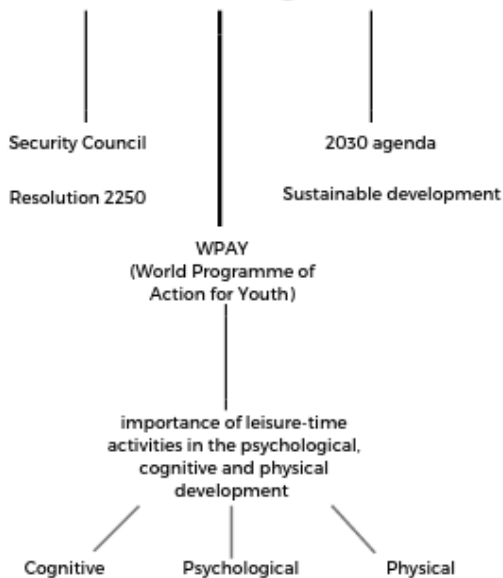 Security Council
2030 agenda
Resolution 2250
Sustainable development
WPAY
(World Programme of
Action for Youth)
importance of leisure-time
activities in the psychological,
cognitive and physical
development
Cognitive
Psychological
Physical